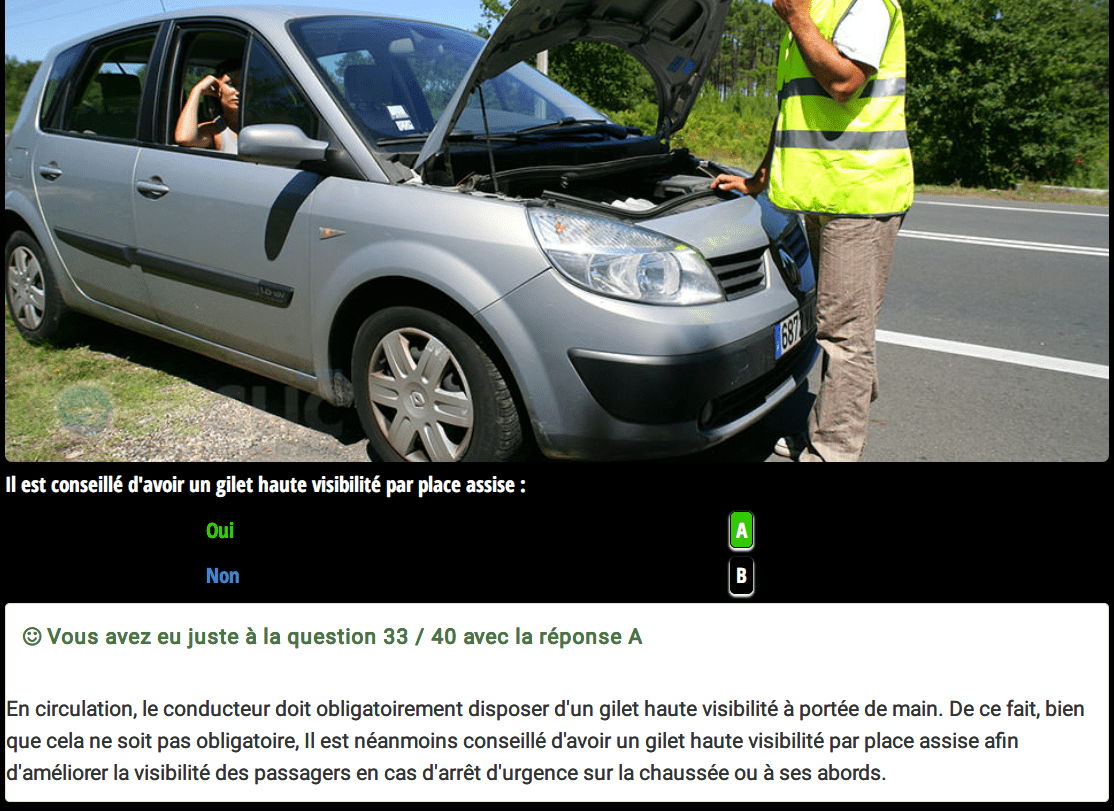 687
Il est conseillé d'avoir un gilet haute visibilité par place assise :
Oui A
Non B
Vous avez eu juste à la question 33 / 40 avec la réponse A
En circulation, le conducteur doit obligatoirement disposer d'un gilet haute visibilité à portée de main. De ce fait, bien
que cela ne soit pas obligatoire, Il est néanmoins conseillé d'avoir un gilet haute visibilité par place assise afin
d'améliorer la visibilité des passagers en cas d'arrêt d'urgence sur la chaussée ou à ses abords.